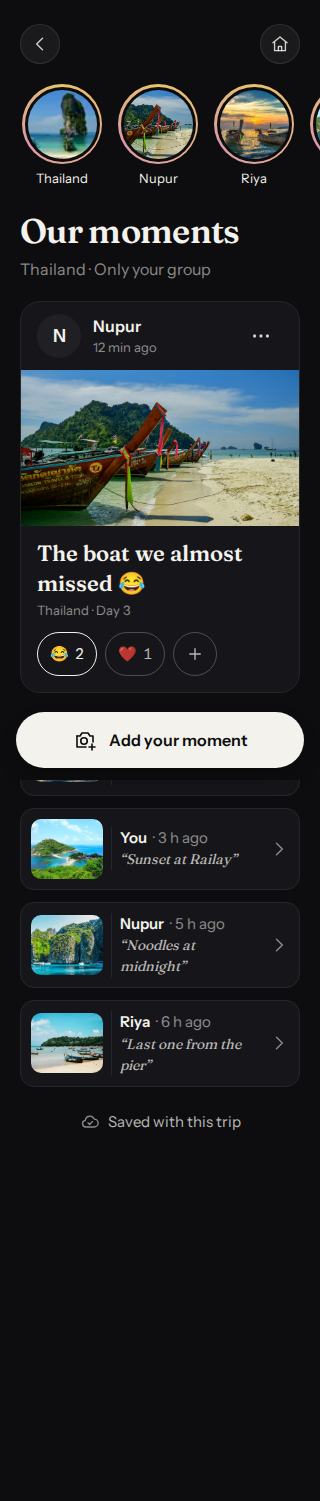 Thailand
Nupur
Riya
Our moments
Thailand · Only your group
N
Nupur
12 min ago
The boat we almost
missed 😂
Thailand · Day 3
😂 2
❤️ 1
Add your moment
You · 3 h ago
“Sunset at Railay”
Nupur · 5 h ago
“Noodles at
midnight”
Riya · 6 h ago
“Last one from the
pier”
Saved with this trip